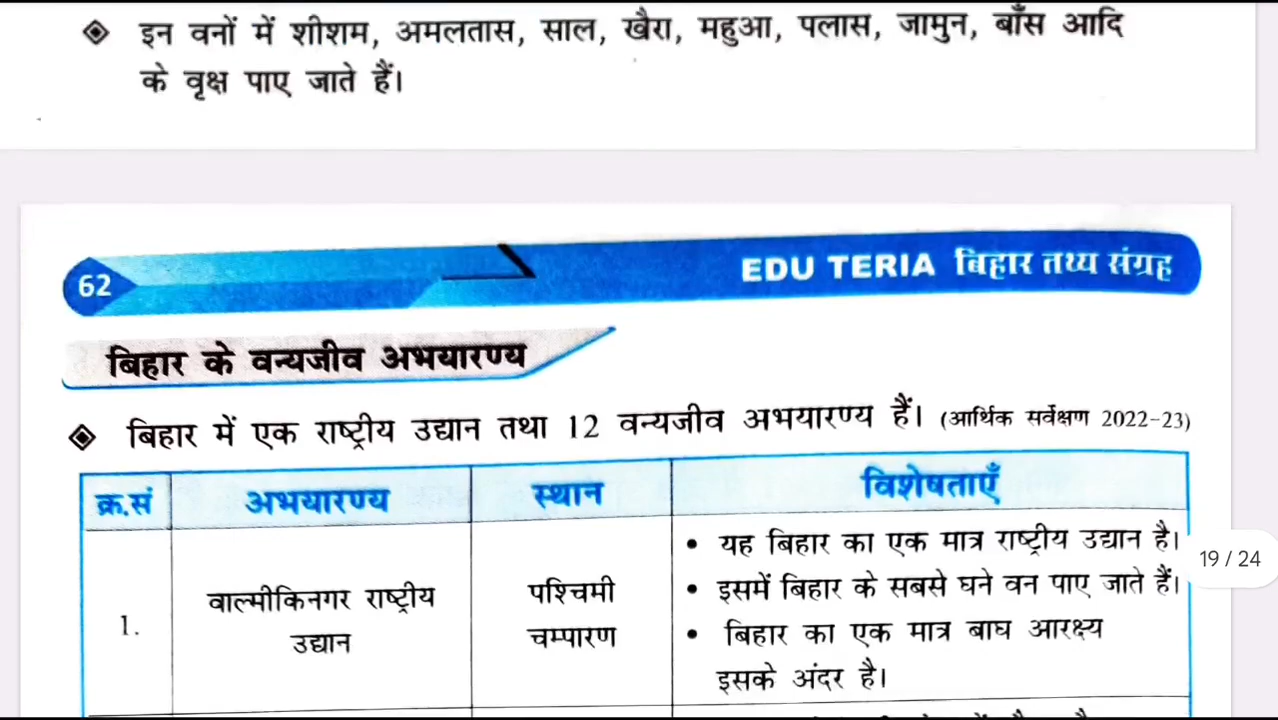 इन वनों में शीशम, अमलतास, साल, खैरा, महुआ, पलास, जामुन, बाँस आदि
के वृक्ष पाए जाते हैं।
62
EDU TERIA बिहार तथ्य संग्रह
बिहार के वन्यजीव अभयारण्य
बिहार में एक राष्ट्रीय उद्यान तथा 12 वन्यजीव अभयारण्य हैं। (आर्थिक सर्वेक्षण 2022-23)
क्र.सं अभयारण्य स्थान विशेषताएँ
1.
वाल्मीकिनगर राष्ट्रीय
उद्यान
पश्चिमी
चम्पारण
• यह बिहार का एक मात्र राष्ट्रीय उद्यान है।
• इसमें बिहार के सबसे घने वन पाए जाते हैं।
• बिहार का एक मात्र बाघ आरक्ष्य
इसके अंदर है।
19 / 24